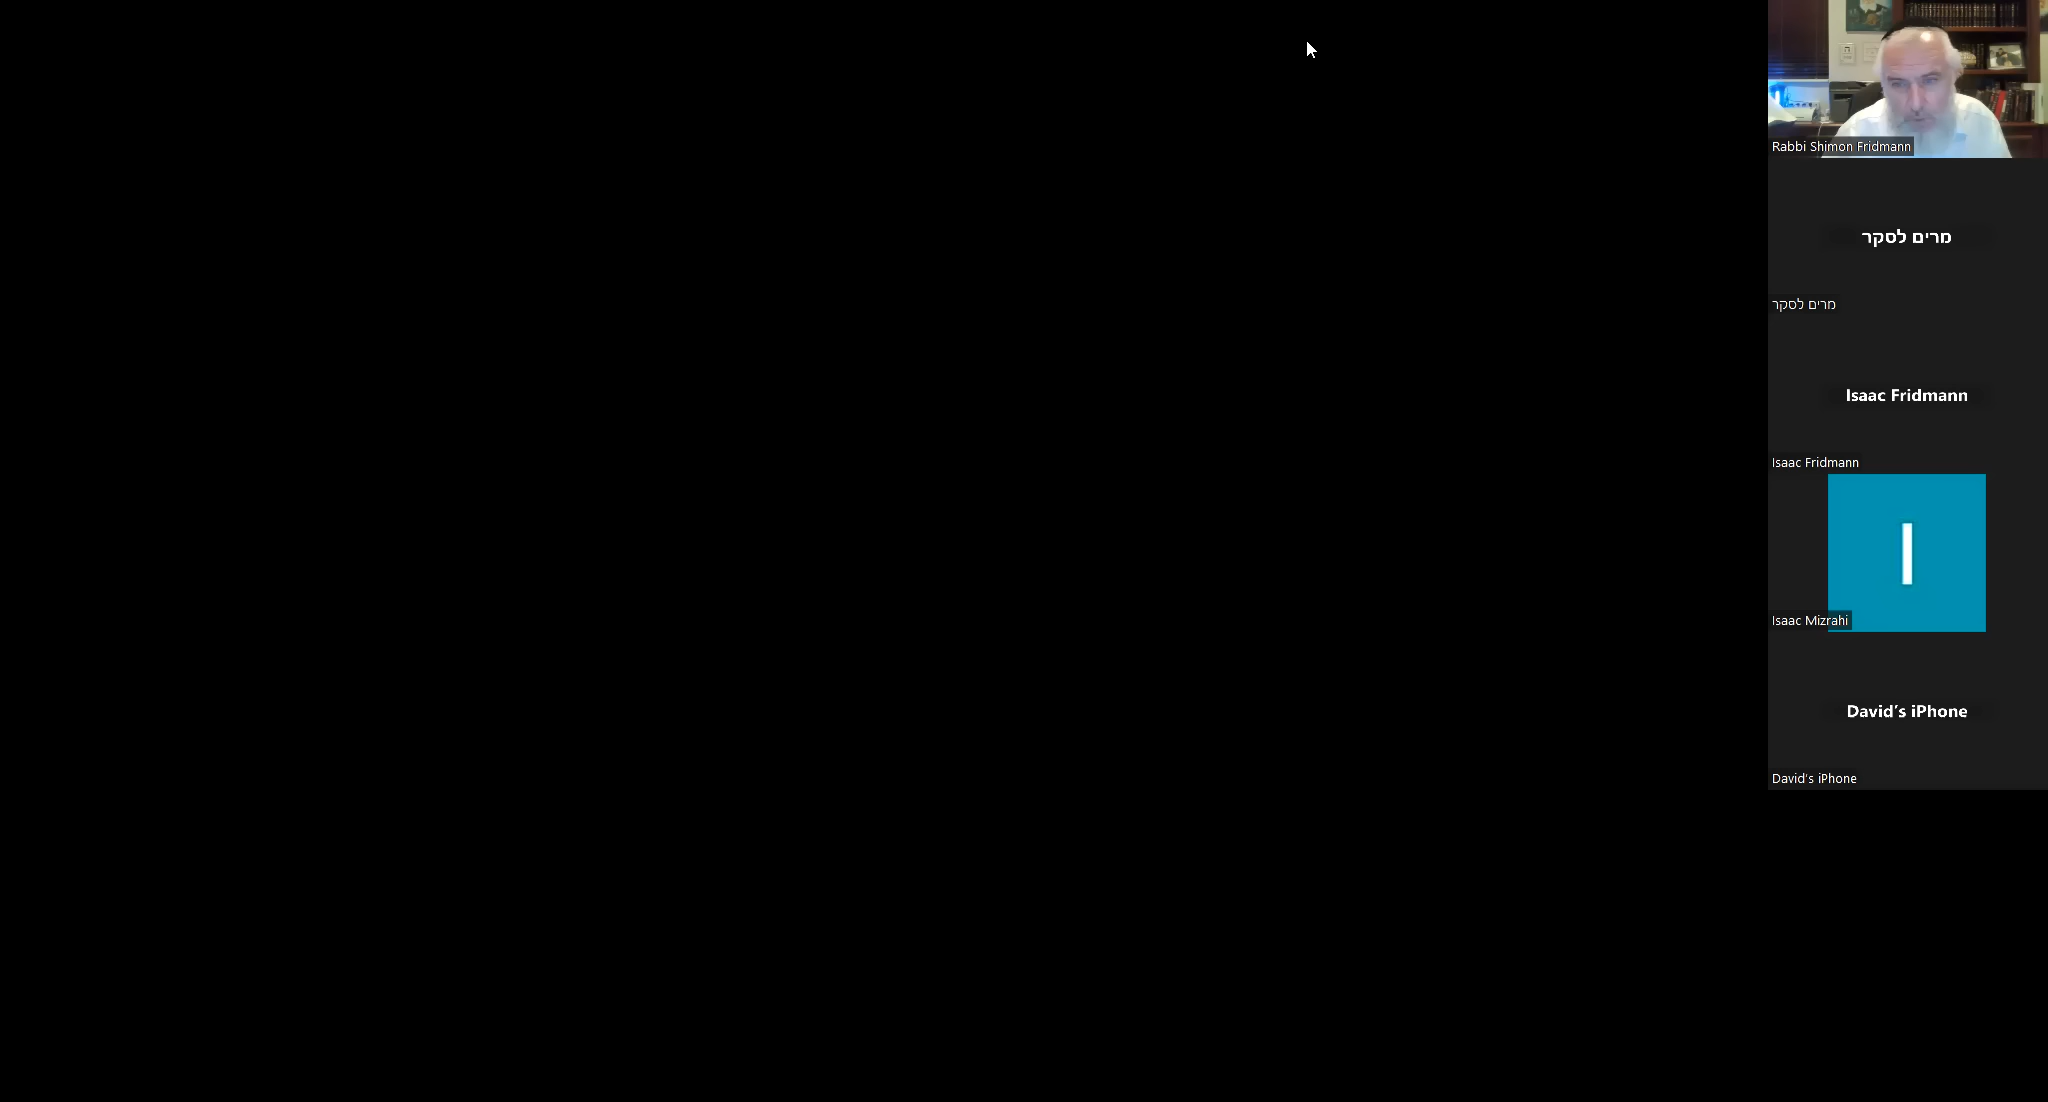 Rabbi Shimon Fridmann
מרים לסקר
מרים לסקר
Isaac Fridmann
Isaac Fridmann
I
Isaac Mizrahi
David's iPhone
David's iPhone